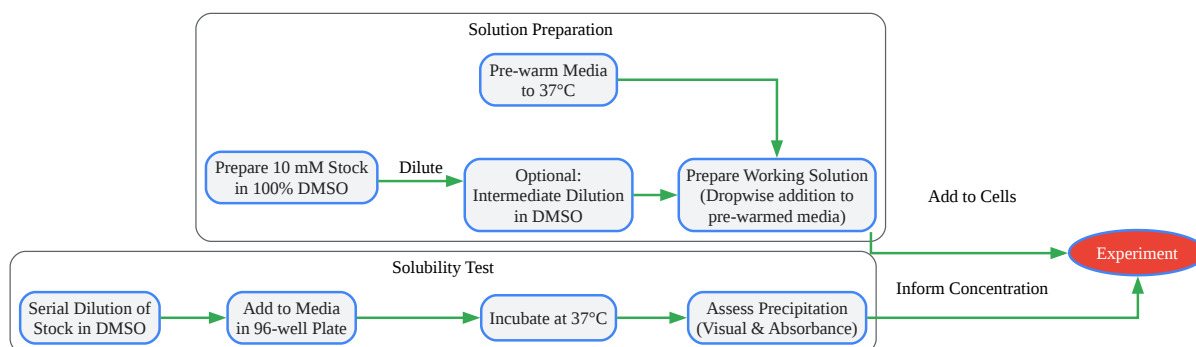 Solution Preparation
Pre-warm Media
to 37°C
Prepare 10 mM Stock
in 100% DMSO
Dilute
Optional:
Intermediate Dilution
in DMSO
Prepare Working Solution
(Dropwise addition to
pre-warmed media)
Add to Cells
Experiment
Solubility Test
Serial Dilution of
Stock in DMSO
Add to Media
in 96-well Plate
Incubate at 37°C
Assess Precipitation
(Visual & Absorbance)
Inform Concentration